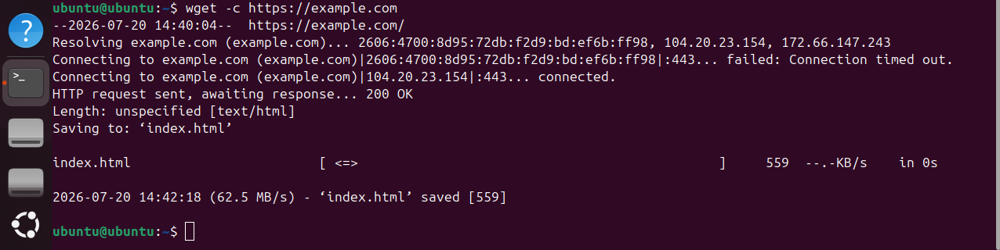 ubuntu@ubuntu:~$ wget -c https://example.com
--2026-07-20 14:40:04--  https://example.com/
Resolving example.com (example.com)... 2606:4700:8d95:72db:f2d9:bd:ef6b:ff98, 104.20.23.154, 172.66.147.243
Connecting to example.com (example.com)|2606:4700:8d95:72db:f2d9:bd:ef6b:ff98|:443... failed: Connection timed out.
Connecting to example.com (example.com)|104.20.23.154|:443... connected.
HTTP request sent, awaiting response... 200 OK
Length: unspecified [text/html]
Saving to: ‘index.html’
index.html                        [ <=>                                               ]     559  --.-KB/s    in 0s
2026-07-20 14:42:18 (62.5 MB/s) - ‘index.html’ saved [559]
ubuntu@ubuntu:~$